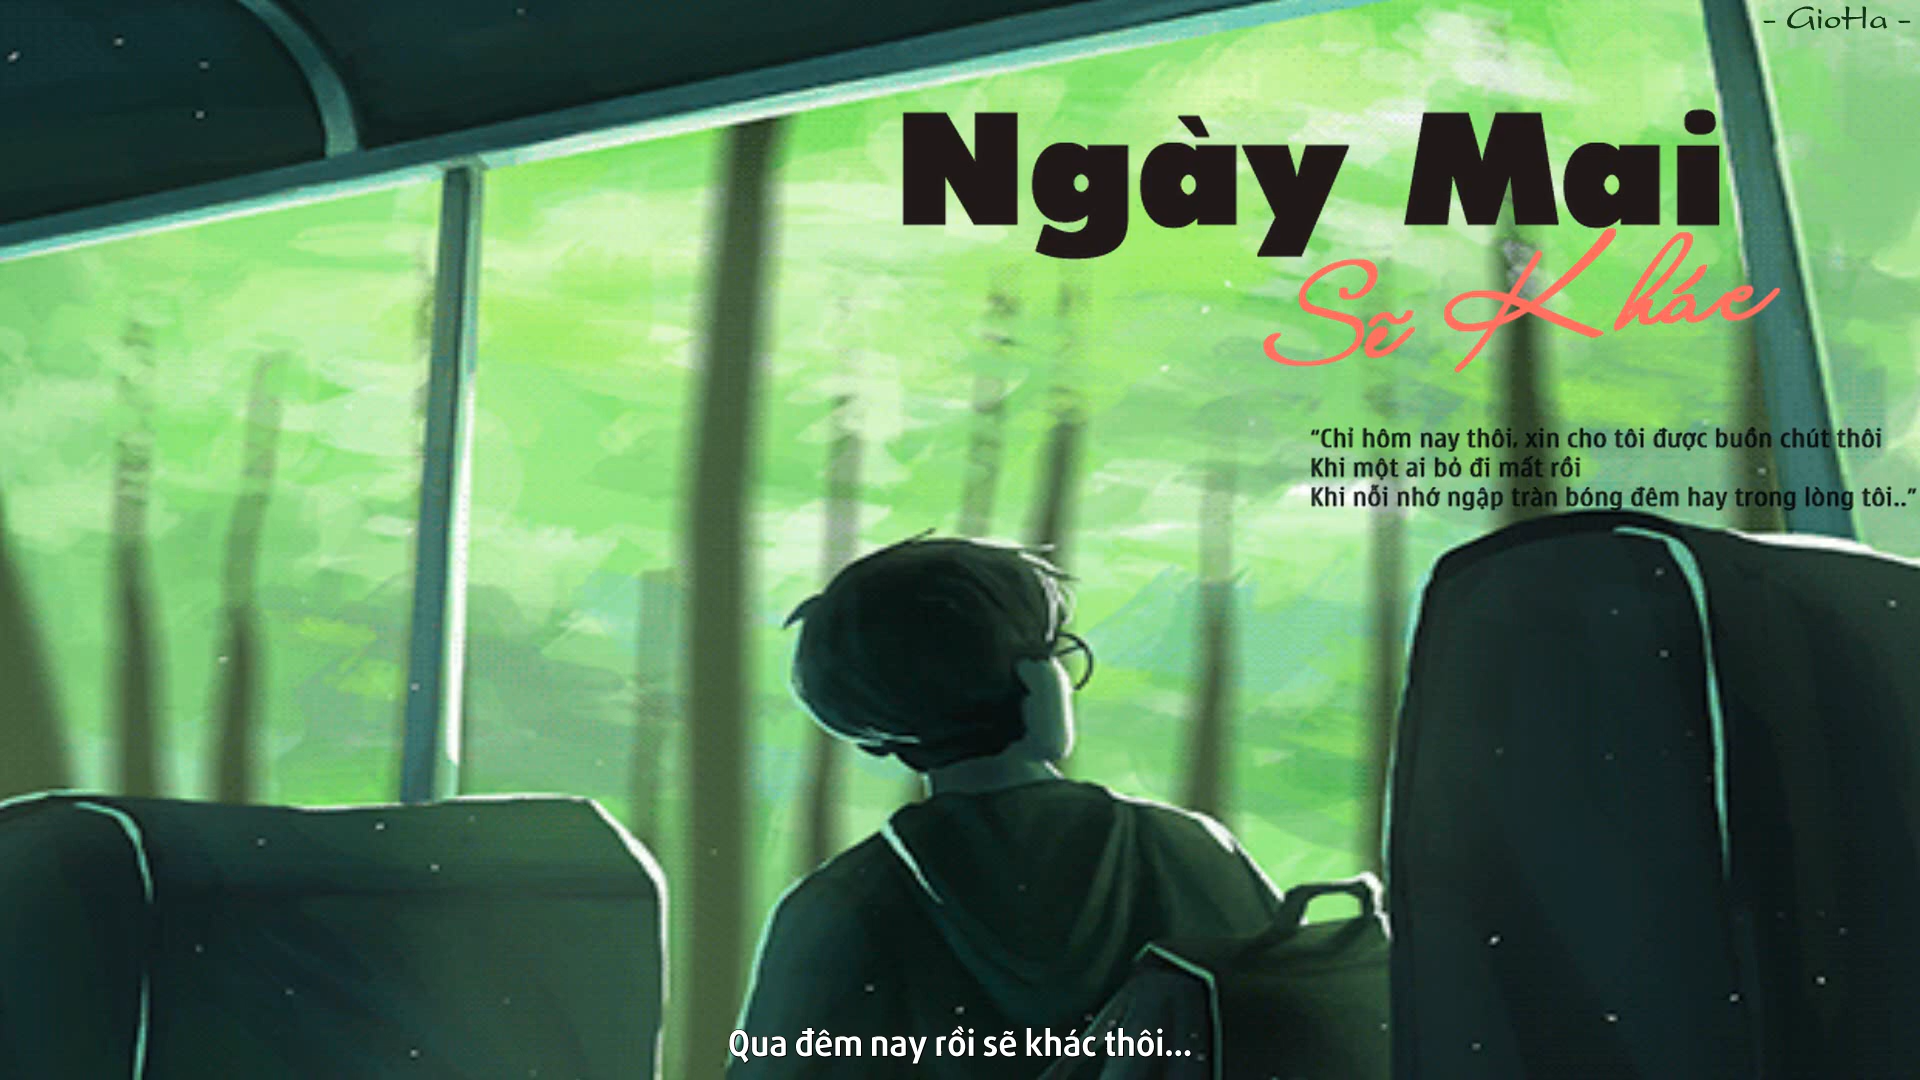 - GioHa -
Ngày Mai
Sẽ Khác
“Chỉ hôm nay thôi, xin cho tôi được buồn chút thôi
Khi một ai bỏ đi mất rồi
Khi nỗi nhớ ngập tràn bóng đêm hay trong lòng tôi..”
Qua đêm nay rồi sẽ khác thôi...